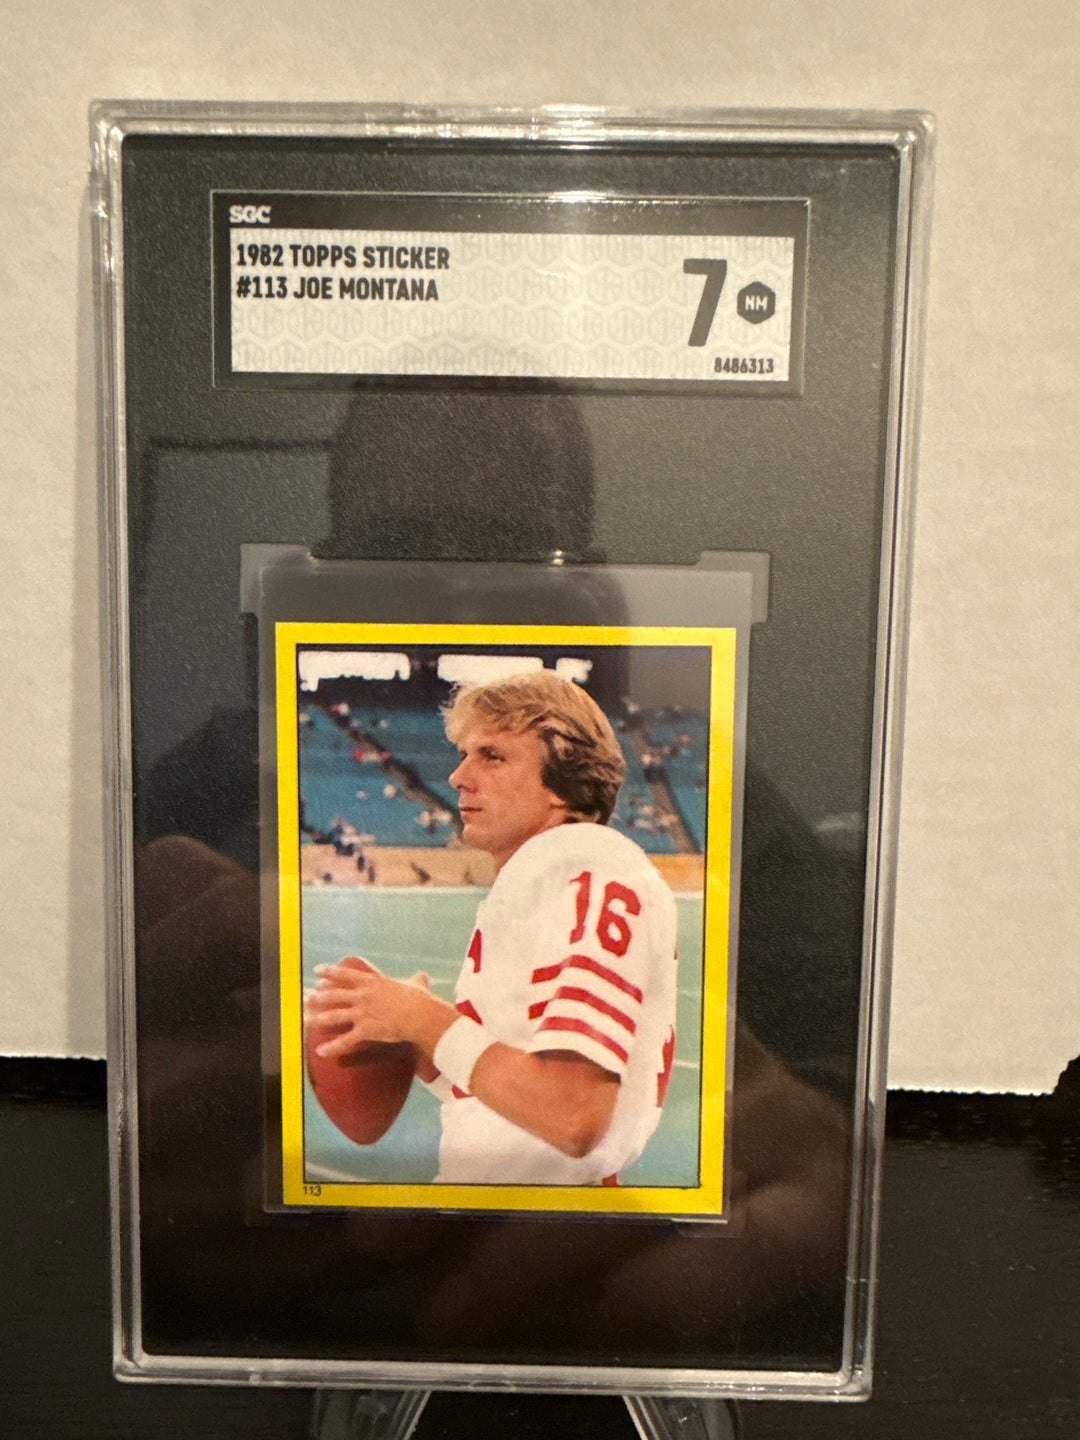 SGC
1982 TOPPS STICKER
#113 JOE MONTANA
7 NM
8486313
16
113